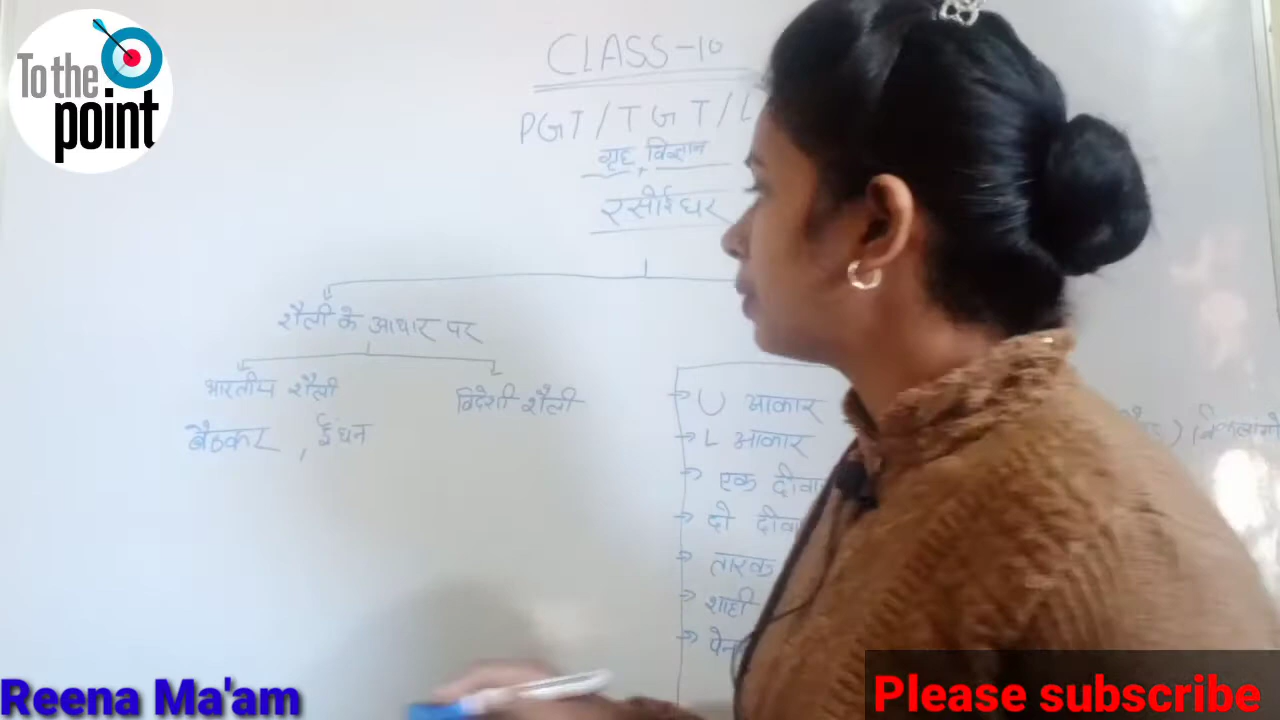 To the
point
CLASS-10
PGT/TGT/L
गृह विज्ञान
रसोईघर
शैली के आधार पर
भारतीय शैली
विदेशी शैली
बैठकर , ईंधन
→ U आकार
→ L आकार
→ एक दीवा
→ दो दीवा
→ तारक
→ शाही
Reena Ma'am
Please subscribe